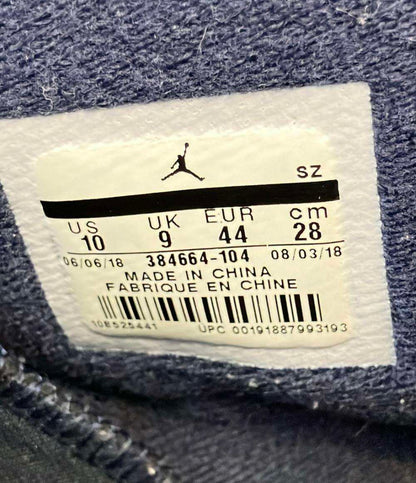 SZ
US UK EUR cm
10 9 44 28
06/06/18 384664-104 08/03/18
MADE IN CHINA
FABRIQUE EN CHINE
108525441 UPC 00191887993193